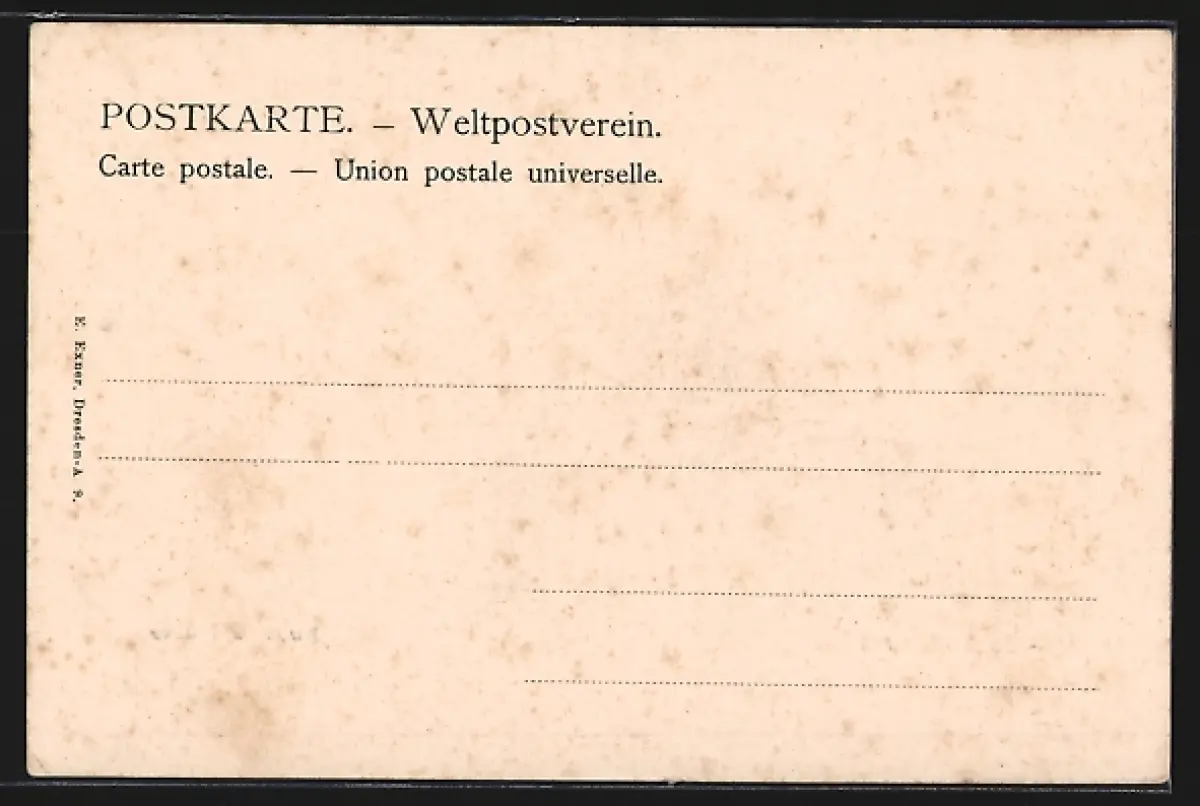 POSTKARTE. — Weltpostverein.
Carte postale. — Union postale universelle.
E. Exner, Dresden-A 9.